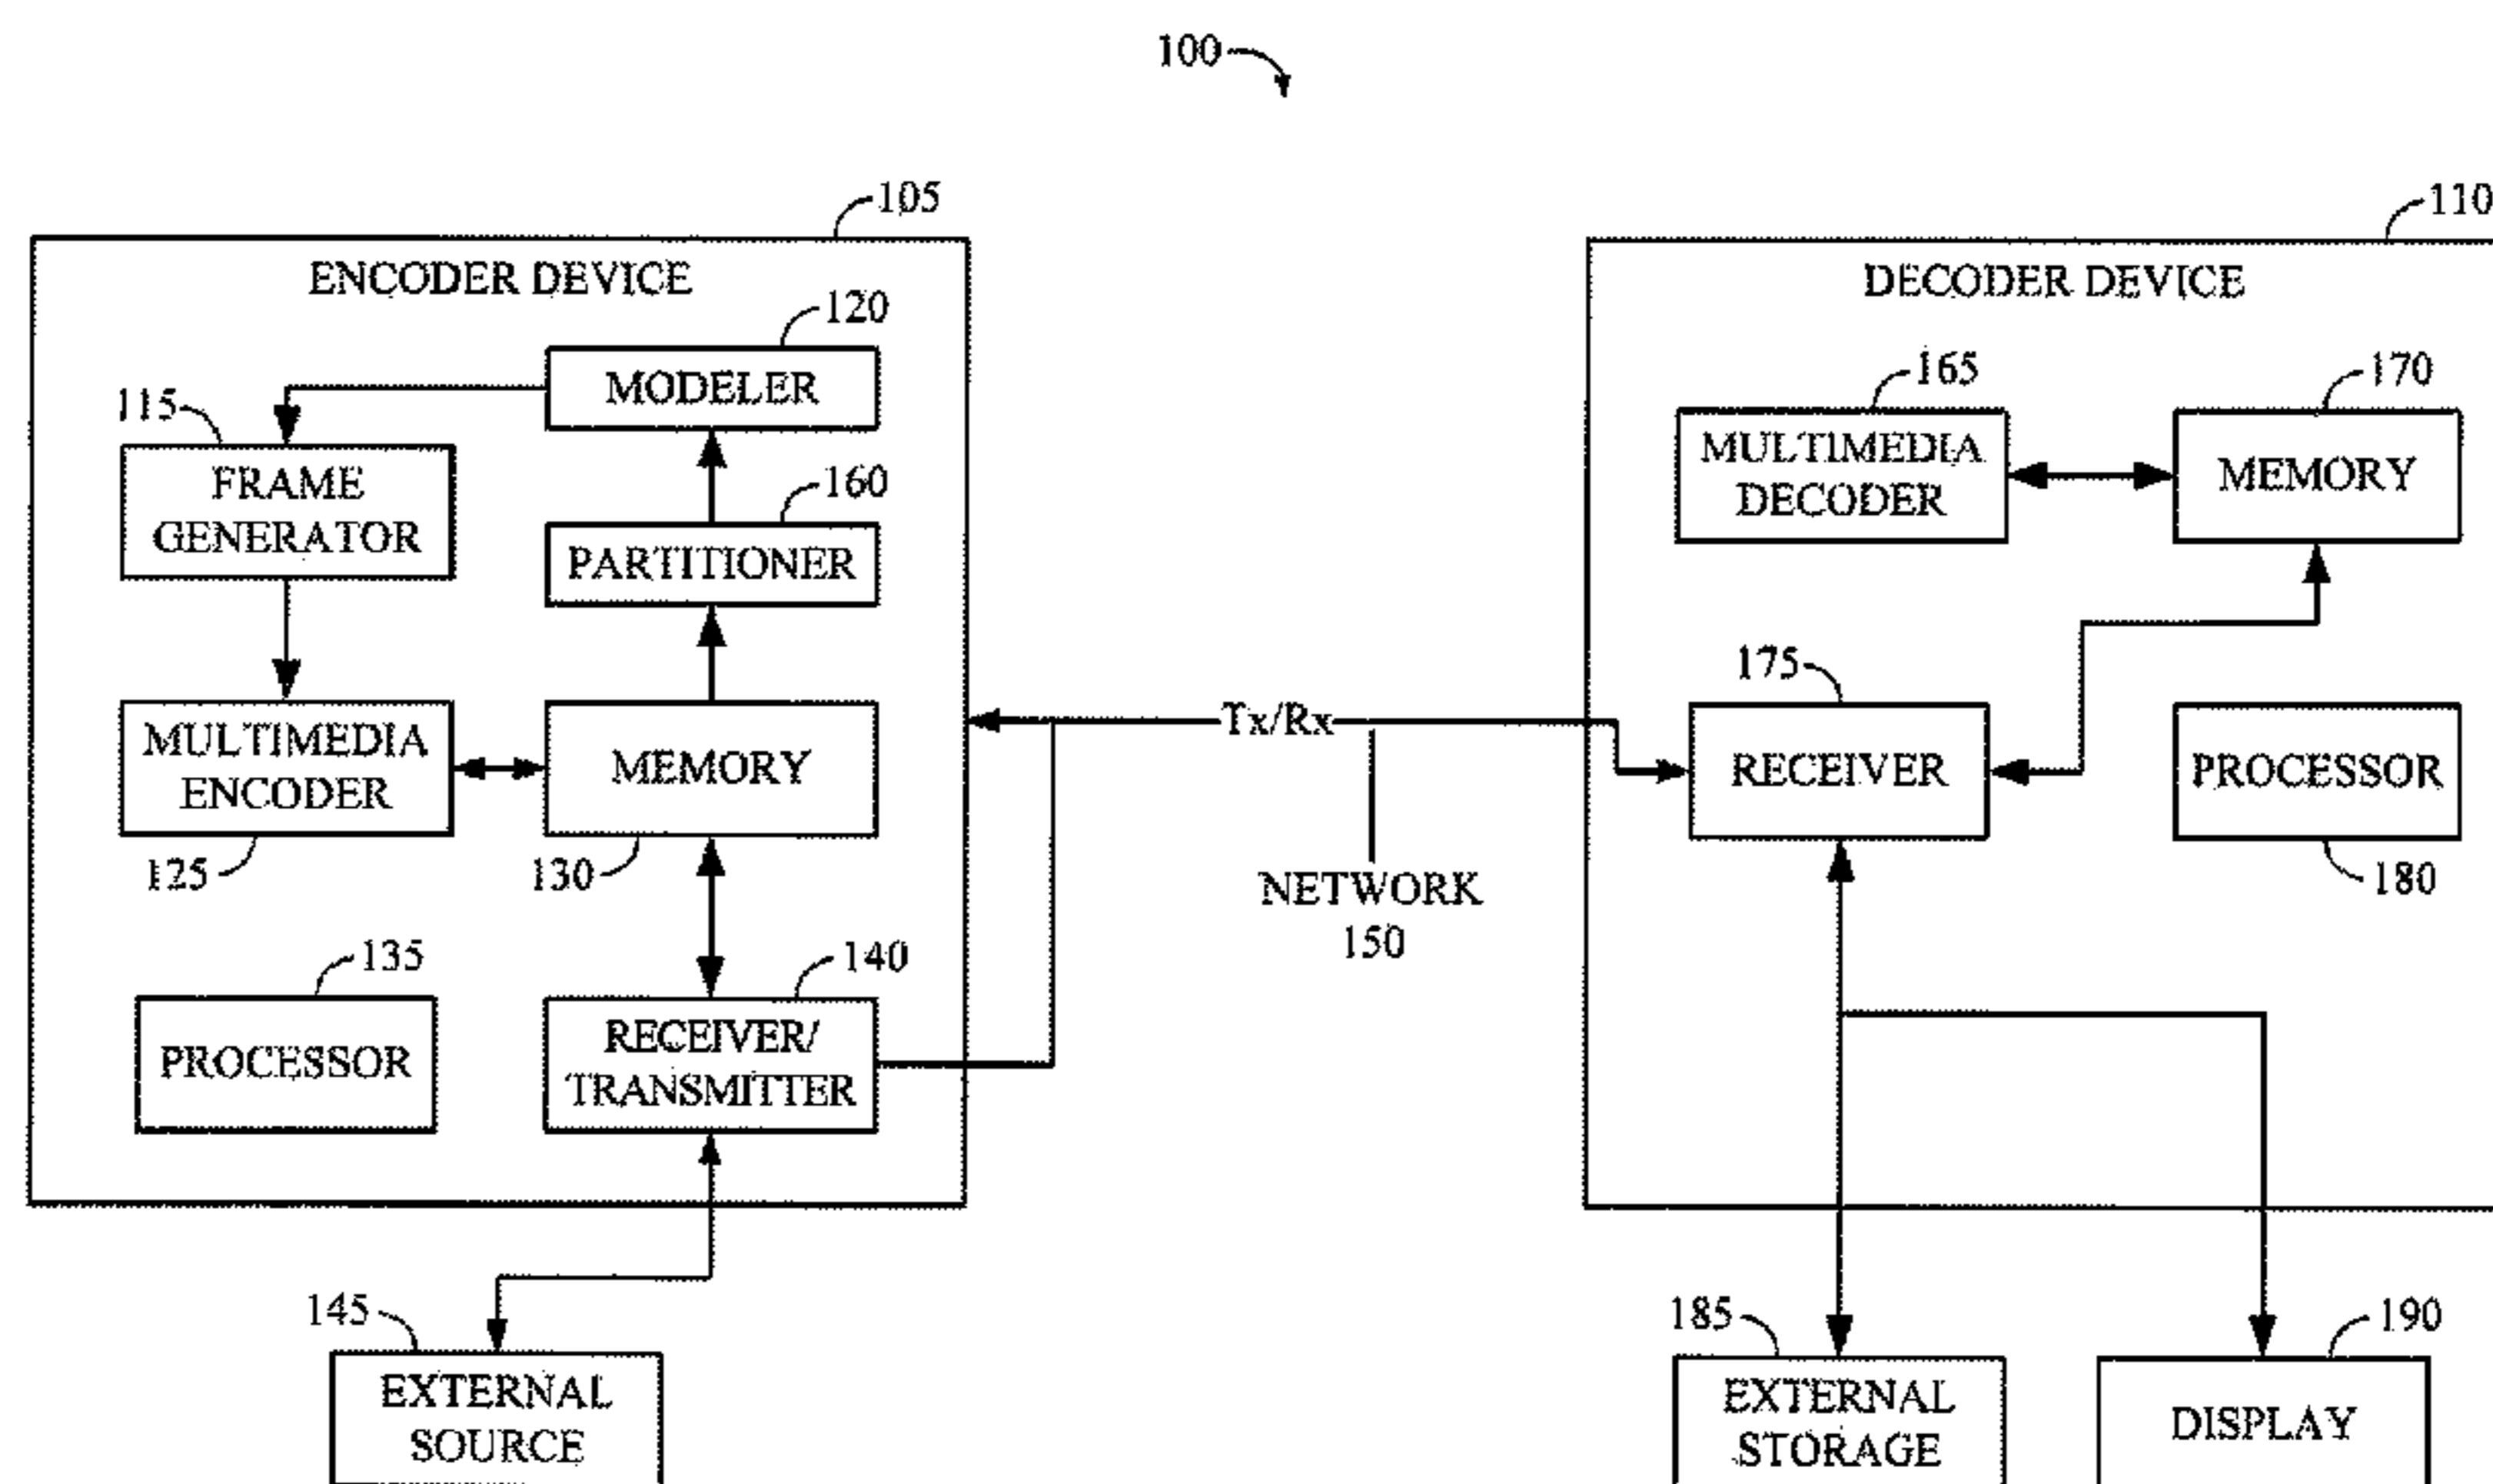 100
105
ENCODER DEVICE
120
MODELER
115
FRAME
GENERATOR
160
PARTITIONER
MULTIMEDIA
ENCODER
125
MEMORY
130
135
PROCESSOR
140
RECEIVER/
TRANSMITTER
145
EXTERNAL
SOURCE
Tx/Rx
NETWORK
150
110
DECODER DEVICE
165
MULTIMEDIA
DECODER
170
MEMORY
175
RECEIVER
PROCESSOR
180
185
EXTERNAL
STORAGE
190
DISPLAY